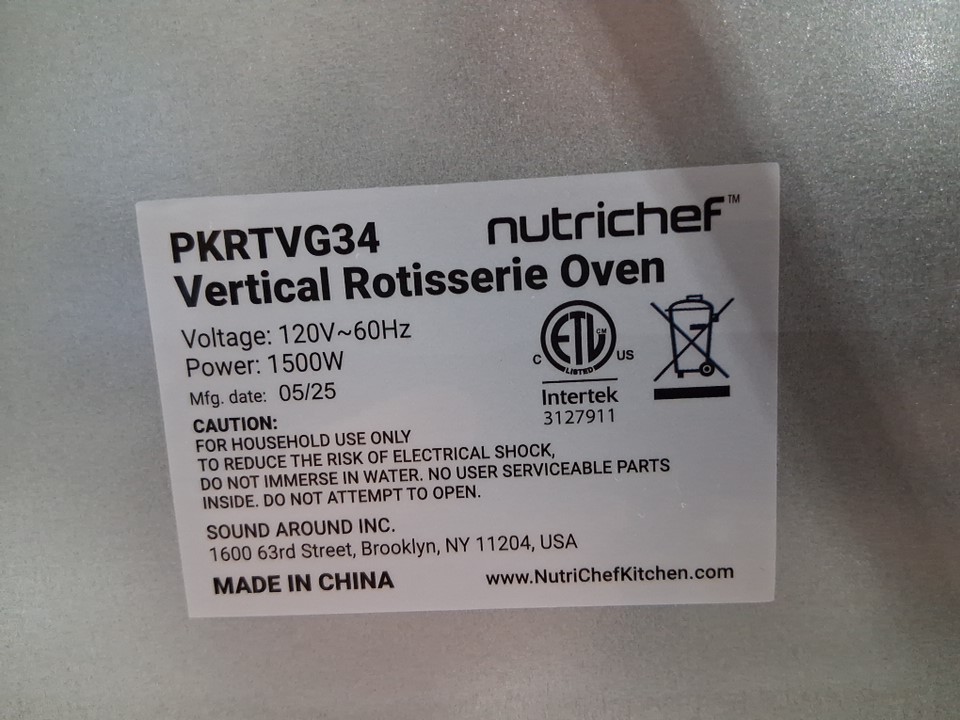 PKRTVG34
nutrichef™
Vertical Rotisserie Oven
Voltage: 120V~60Hz
Power: 1500W
Mfg. date: 05/25
C ETL CM US
LISTED
Intertek
3127911
CAUTION:
FOR HOUSEHOLD USE ONLY
TO REDUCE THE RISK OF ELECTRICAL SHOCK,
DO NOT IMMERSE IN WATER. NO USER SERVICEABLE PARTS
INSIDE. DO NOT ATTEMPT TO OPEN.
SOUND AROUND INC.
1600 63rd Street, Brooklyn, NY 11204, USA
MADE IN CHINA
www.NutriChefKitchen.com